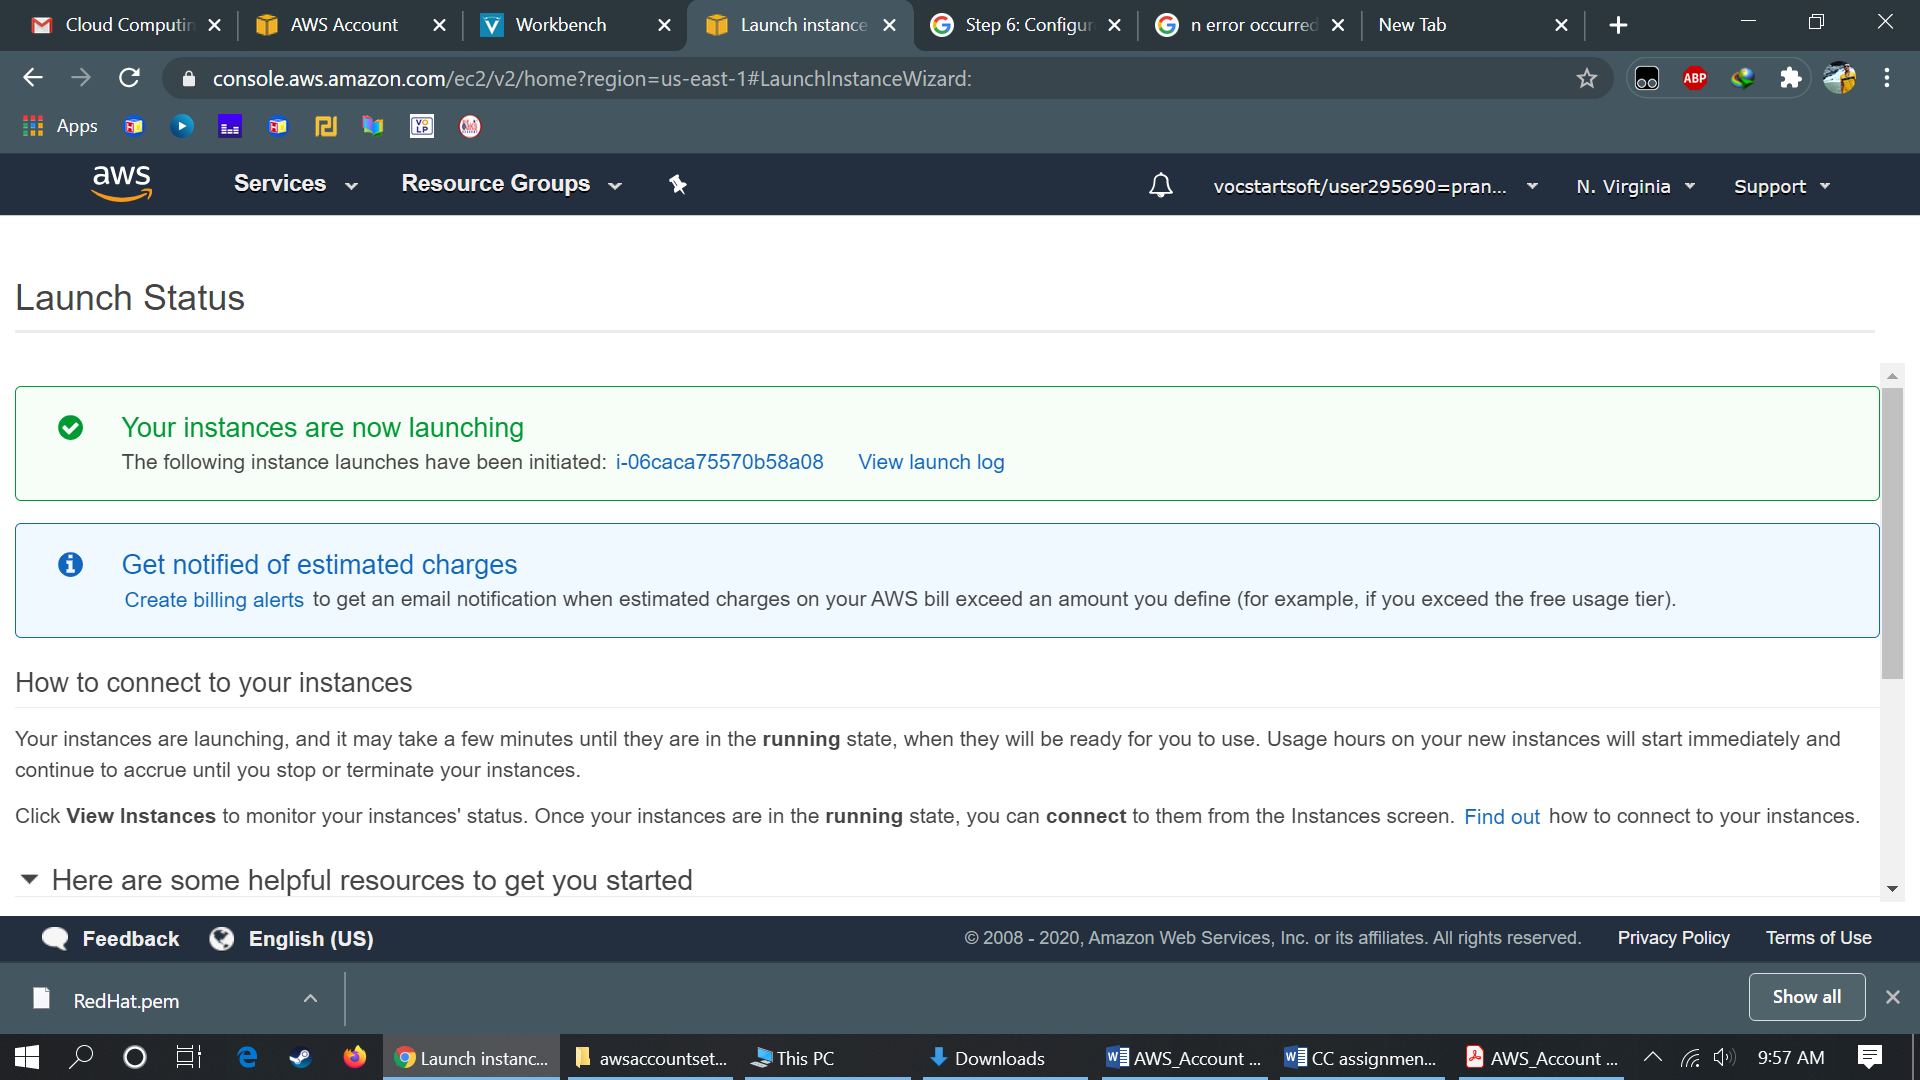 Cloud Computin
AWS Account
Workbench
Launch instance
Step 6: Configur
n error occurred
New Tab
console.aws.amazon.com/ec2/v2/home?region=us-east-1#LaunchInstanceWizard:
ABP
Apps
VO LP
aws
Services
Resource Groups
vocstartsoft/user295690=pran...
N. Virginia
Support
Launch Status
Your instances are now launching
The following instance launches have been initiated: i-06caca75570b58a08 View launch log
Get notified of estimated charges
Create billing alerts to get an email notification when estimated charges on your AWS bill exceed an amount you define (for example, if you exceed the free usage tier).
How to connect to your instances
Your instances are launching, and it may take a few minutes until they are in the running state, when they will be ready for you to use. Usage hours on your new instances will start immediately and
continue to accrue until you stop or terminate your instances.
Click View Instances to monitor your instances' status. Once your instances are in the running state, you can connect to them from the Instances screen. Find out how to connect to your instances.
Here are some helpful resources to get you started
Feedback
English (US)
© 2008 - 2020, Amazon Web Services, Inc. or its affiliates. All rights reserved.
Privacy Policy
Terms of Use
RedHat.pem
Show all
Launch instanc...
awsaccountset...
This PC
Downloads
AWS_Account ...
CC assignmen...
AWS_Account ...
9:57 AM